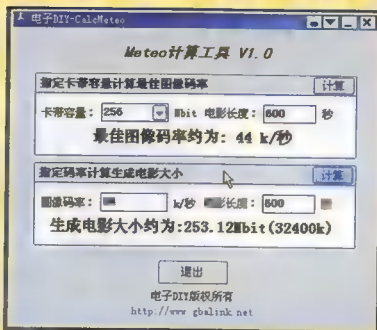 电子DIY-CalcMeteo
Meteo计算工具 V1.0
指定卡带容量计算最佳图像码率 计算
卡带容量: 256 Mbit 电影长度: 600 秒
最佳图像码率约为: 44 k/秒
指定码率计算生成电影大小 计算
图像码率: k/秒 影长度: 600
生成电影大小约为:253.12Mbit(32400k)
退出
电子DIY版权所有
http://www gbalink net